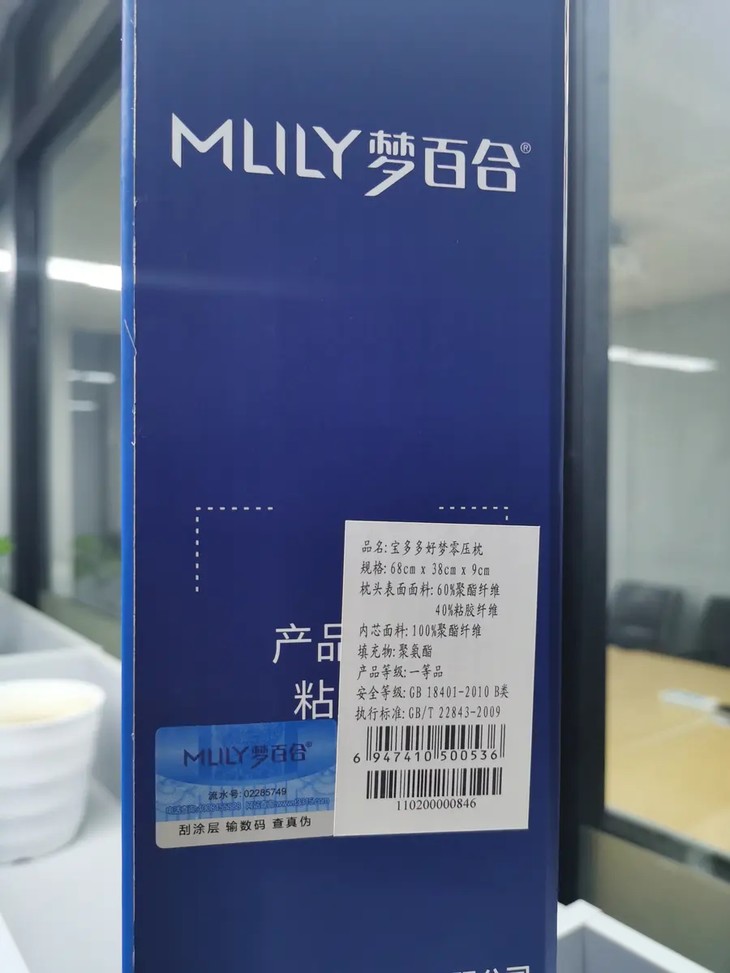 MLILY梦百合®
品名:宝多多好梦零压枕
规格:68cm x 38cm x 9cm
枕头表面面料:60%聚酯纤维
40%粘胶纤维
内芯面料:100%聚酯纤维
填充物:聚氨酯
产品等级:一等品
安全等级:GB 18401-2010 B类
执行标准:GB/T 22843-2009
6 947410 500536
110200000846
产品
粘
MLILY梦百合®
流水号: 02285749
刮涂层 输数码 查真伪